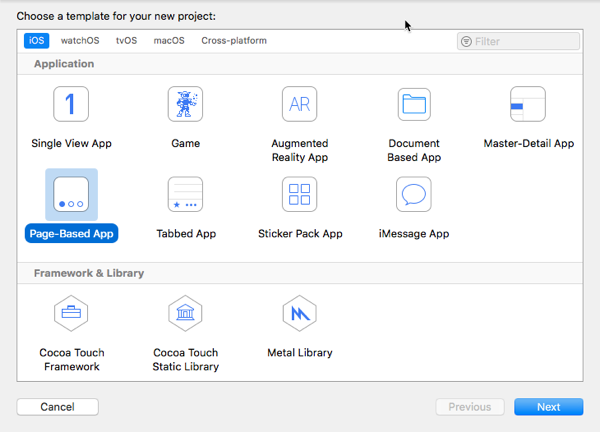 Choose a template for your new project:
iOS watchOS tvOS macOS Cross-platform Filter
Application
1 AR
Single View App Game Augmented Document Master-Detail App
Reality App Based App
Page-Based App Tabbed App Sticker Pack App iMessage App
Framework & Library
Cocoa Touch Cocoa Touch Metal Library
Framework Static Library
Cancel Previous Next